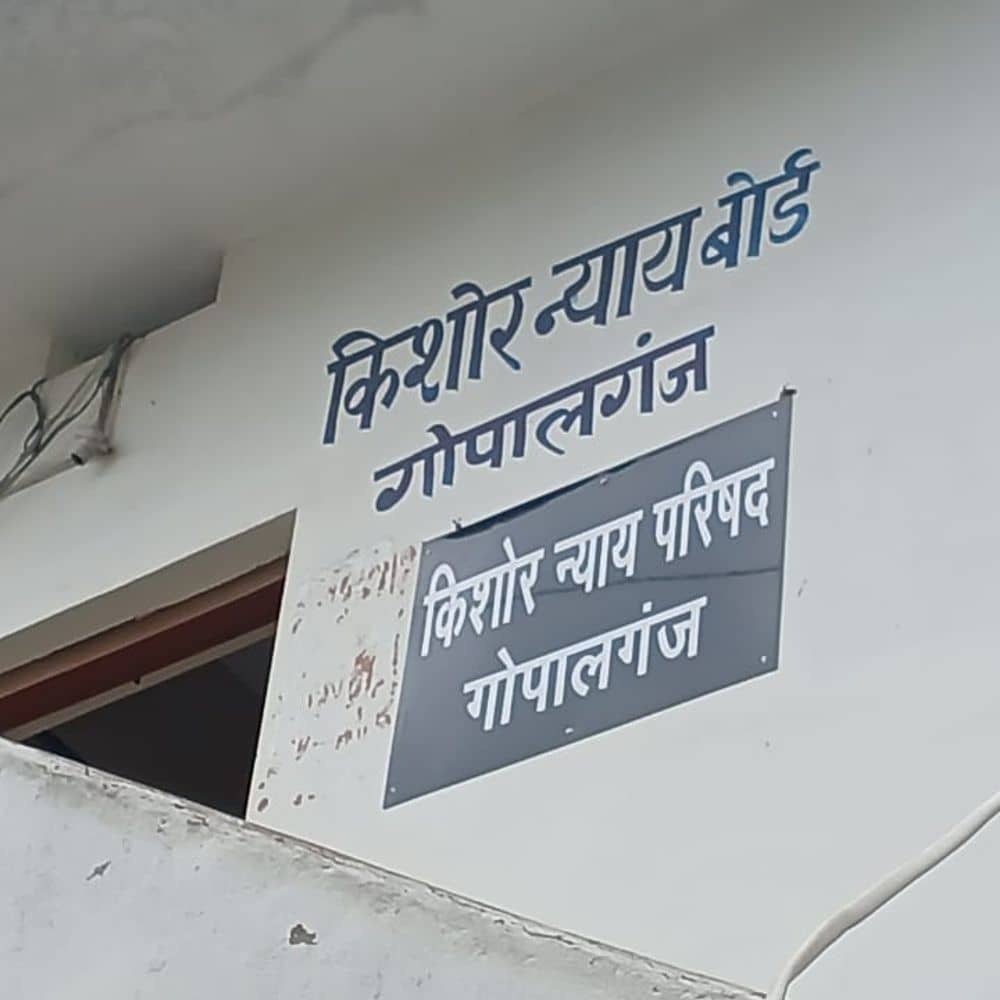 किशोर न्याय बोर्ड
गोपालगंज
किशोर न्याय परिषद
गोपालगंज